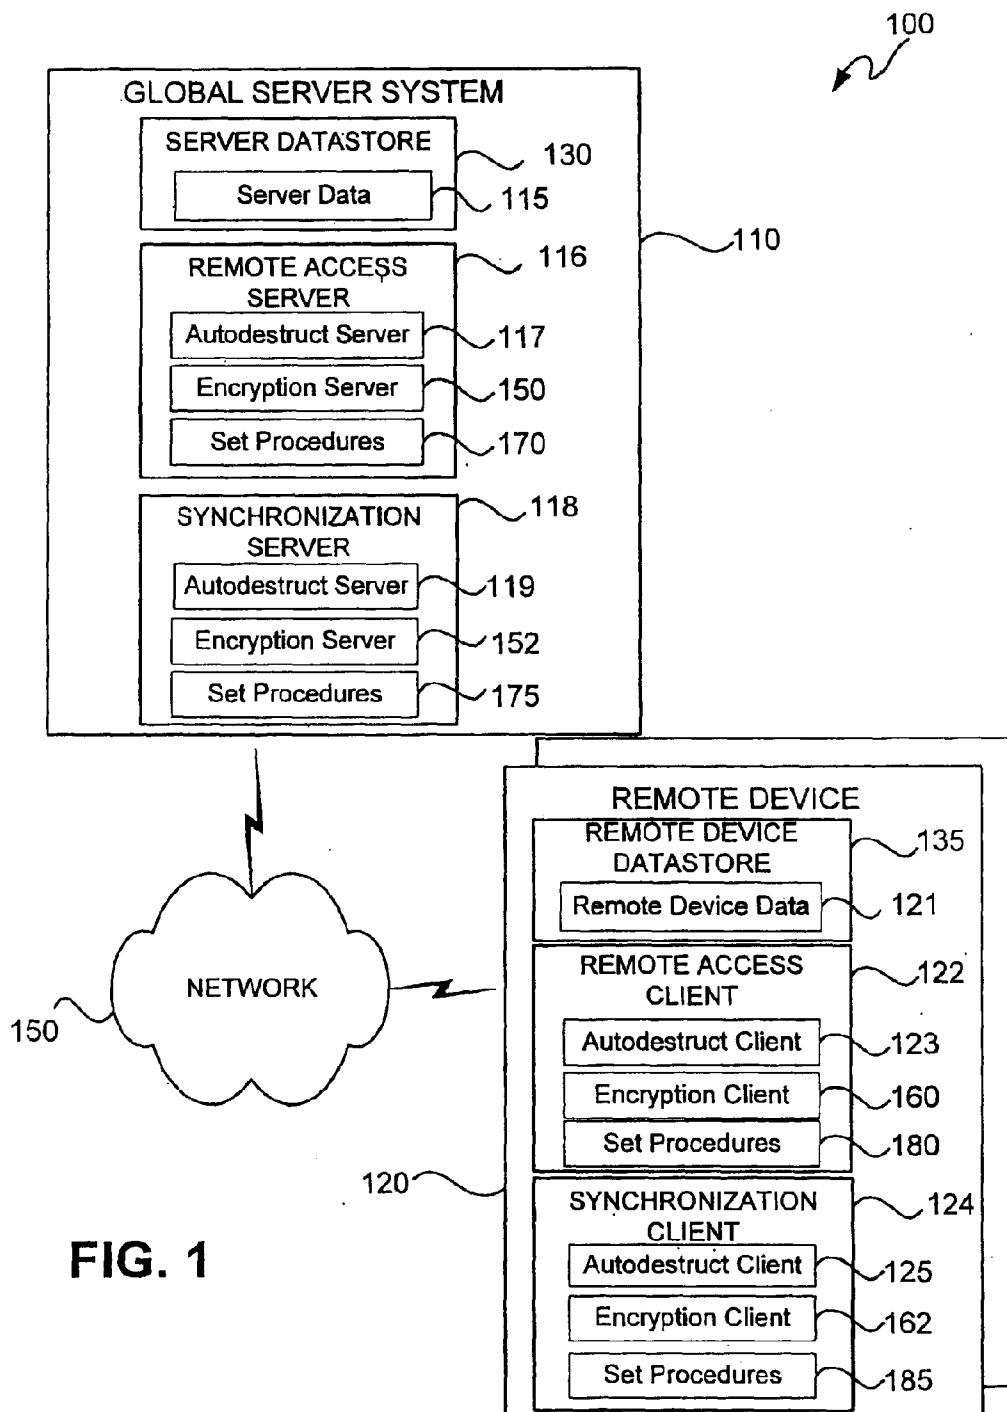 100
GLOBAL SERVER SYSTEM
SERVER DATASTORE
130
Server Data
115
110
REMOTE ACCESS
SERVER
116
Autodestruct Server
117
Encryption Server
150
Set Procedures
170
SYNCHRONIZATION
SERVER
118
Autodestruct Server
119
Encryption Server
152
Set Procedures
175
REMOTE DEVICE
REMOTE DEVICE
DATASTORE
135
Remote Device Data
121
NETWORK
150
REMOTE ACCESS
CLIENT
122
Autodestruct Client
123
Encryption Client
160
Set Procedures
180
120
SYNCHRONIZATION
CLIENT
124
Autodestruct Client
125
Encryption Client
162
Set Procedures
185
FIG. 1